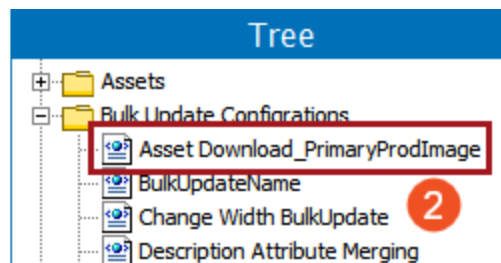 Tree
Assets
Bulk Update Configrations
Asset Download_PrimaryProdImage
BulkUpdateName
Change Width BulkUpdate
2
Description Attribute Merging